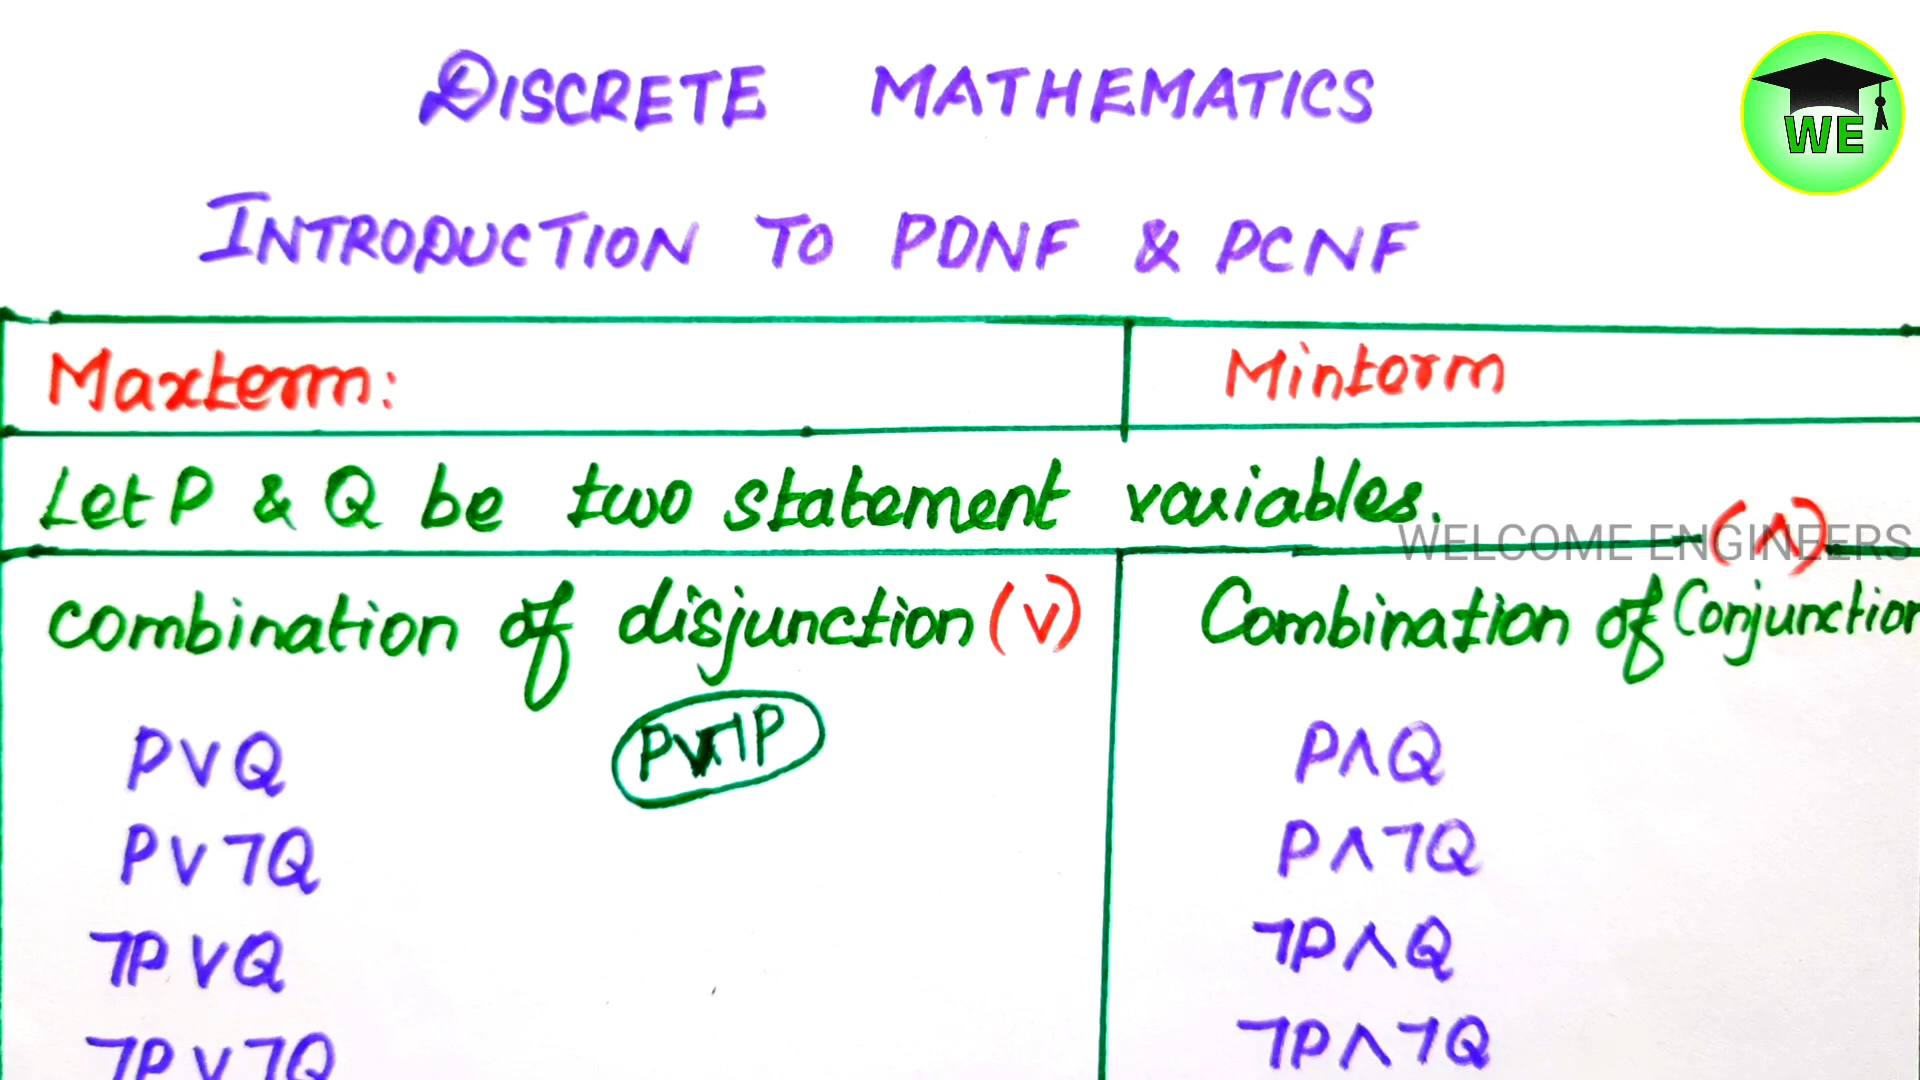 DISCRETE MATHEMATICS
WE
INTRODUCTION TO PDNF & PCNF
Maxterm:
Minterm
Let P & Q be two statement variables.
WELCOME ENGINEERS
(∧)
combination of disjunction (∨)
Combination of Conjunction
P∨Q
P∨¬P
P∧Q
P∨¬Q
P∧¬Q
¬P∨Q
¬P∧Q
¬P∨¬Q
¬P∧¬Q